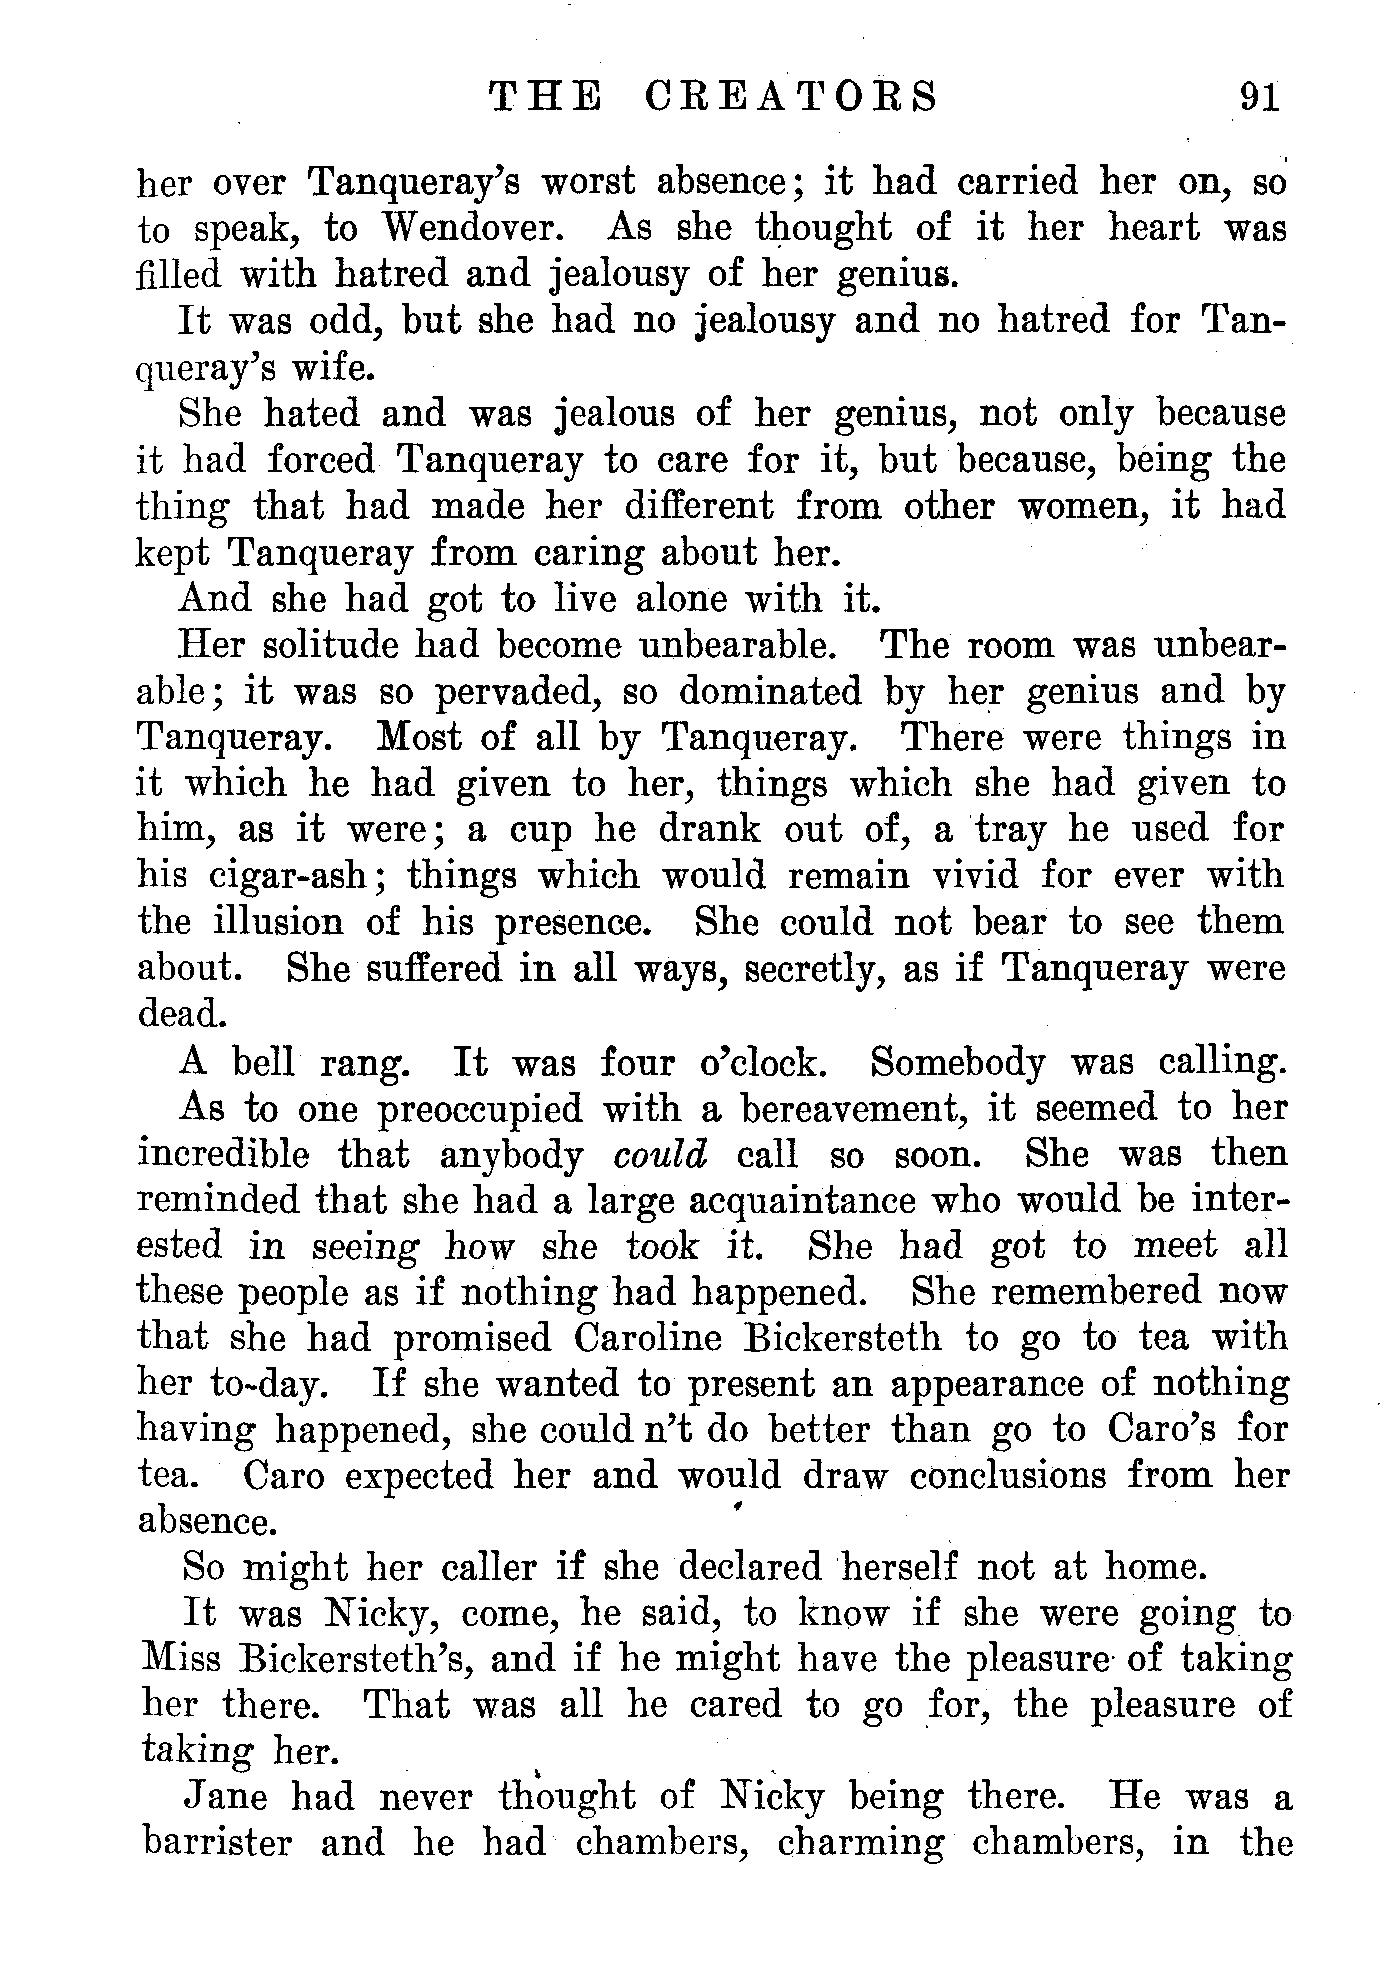 THE CREATORS 91
her over Tanqueray's worst absence; it had carried her on, so
to speak, to Wendover. As she thought of it her heart was
filled with hatred and jealousy of her genius.
It was odd, but she had no jealousy and no hatred for Tan-
queray's wife.
She hated and was jealous of her genius, not only because
it had forced Tanqueray to care for it, but because, being the
thing that had made her different from other women, it had
kept Tanqueray from caring about her.
And she had got to live alone with it.
Her solitude had become unbearable. The room was unbear-
able; it was so pervaded, so dominated by her genius and by
Tanqueray. Most of all by Tanqueray. There were things in
it which he had given to her, things which she had given to
him, as it were; a cup he drank out of, a tray he used for
his cigar-ash; things which would remain vivid for ever with
the illusion of his presence. She could not bear to see them
about. She suffered in all ways, secretly, as if Tanqueray were
dead.
A bell rang. It was four o'clock. Somebody was calling.
As to one preoccupied with a bereavement, it seemed to her
incredible that anybody could call so soon. She was then
reminded that she had a large acquaintance who would be inter-
ested in seeing how she took it. She had got to meet all
these people as if nothing had happened. She remembered now
that she had promised Caroline Bickersteth to go to tea with
her to-day. If she wanted to present an appearance of nothing
having happened, she could n't do better than go to Caro's for
tea. Caro expected her and would draw conclusions from her
absence.
So might her caller if she declared herself not at home.
It was Nicky, come, he said, to know if she were going to
Miss Bickersteth's, and if he might have the pleasure of taking
her there. That was all he cared to go for, the pleasure of
taking her.
Jane had never thought of Nicky being there. He was a
barrister and he had chambers, charming chambers, in the